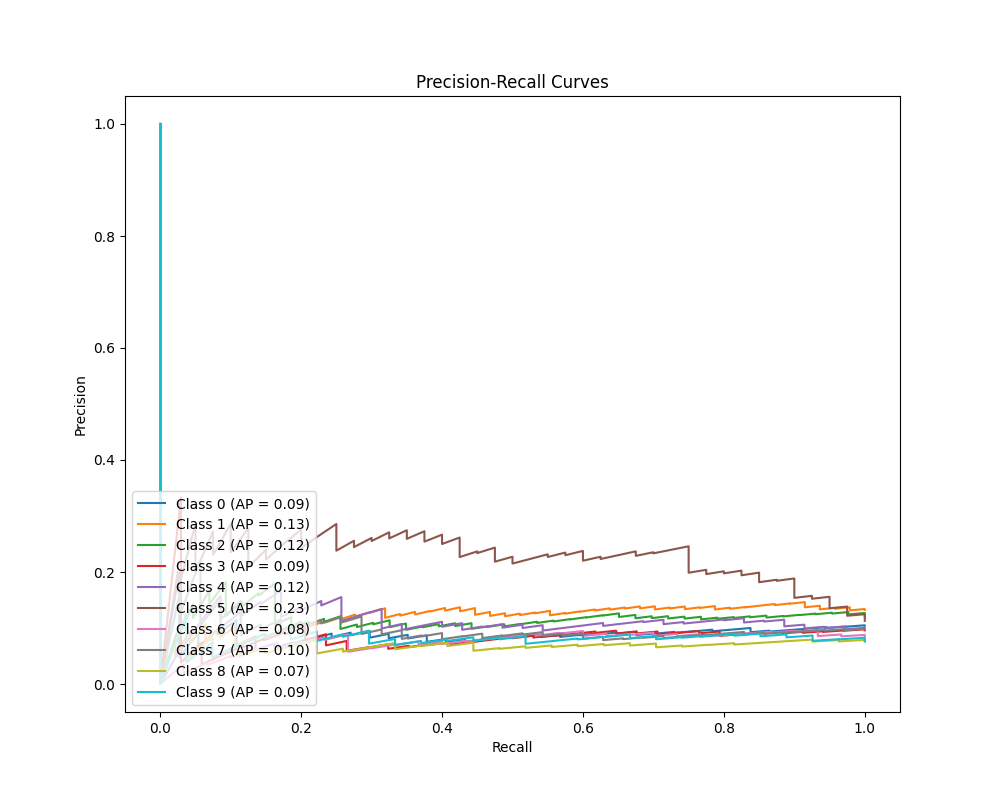 Precision-Recall Curves
1.0
0.8
0.6
0.4
0.2
0.0
Precision
Class 0 (AP = 0.09)
Class 1 (AP = 0.13)
Class 2 (AP = 0.12)
Class 3 (AP = 0.09)
Class 4 (AP = 0.12)
Class 5 (AP = 0.23)
Class 6 (AP = 0.08)
Class 7 (AP = 0.10)
Class 8 (AP = 0.07)
Class 9 (AP = 0.09)
0.0 0.2 0.4 0.6 0.8 1.0
Recall